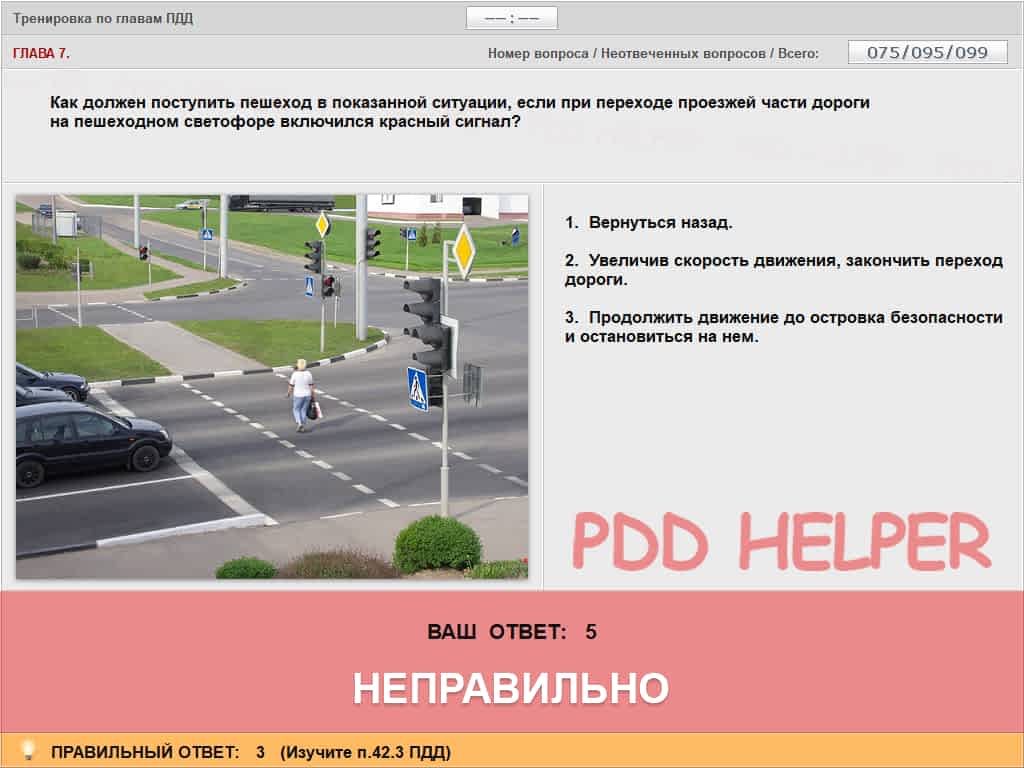 Тренировка по главам ПДД
—— : ——
ГЛАВА 7.
Номер вопроса / Неотвеченных вопросов / Всего:
075/095/099
Как должен поступить пешеход в показанной ситуации, если при переходе проезжей части дороги
на пешеходном светофоре включился красный сигнал?
1. Вернуться назад.
2. Увеличив скорость движения, закончить переход
дороги.
3. Продолжить движение до островка безопасности
и остановиться на нем.
PDD HELPER
ВАШ ОТВЕТ: 5
НЕПРАВИЛЬНО
ПРАВИЛЬНЫЙ ОТВЕТ: 3 (Изучите п.42.3 ПДД)